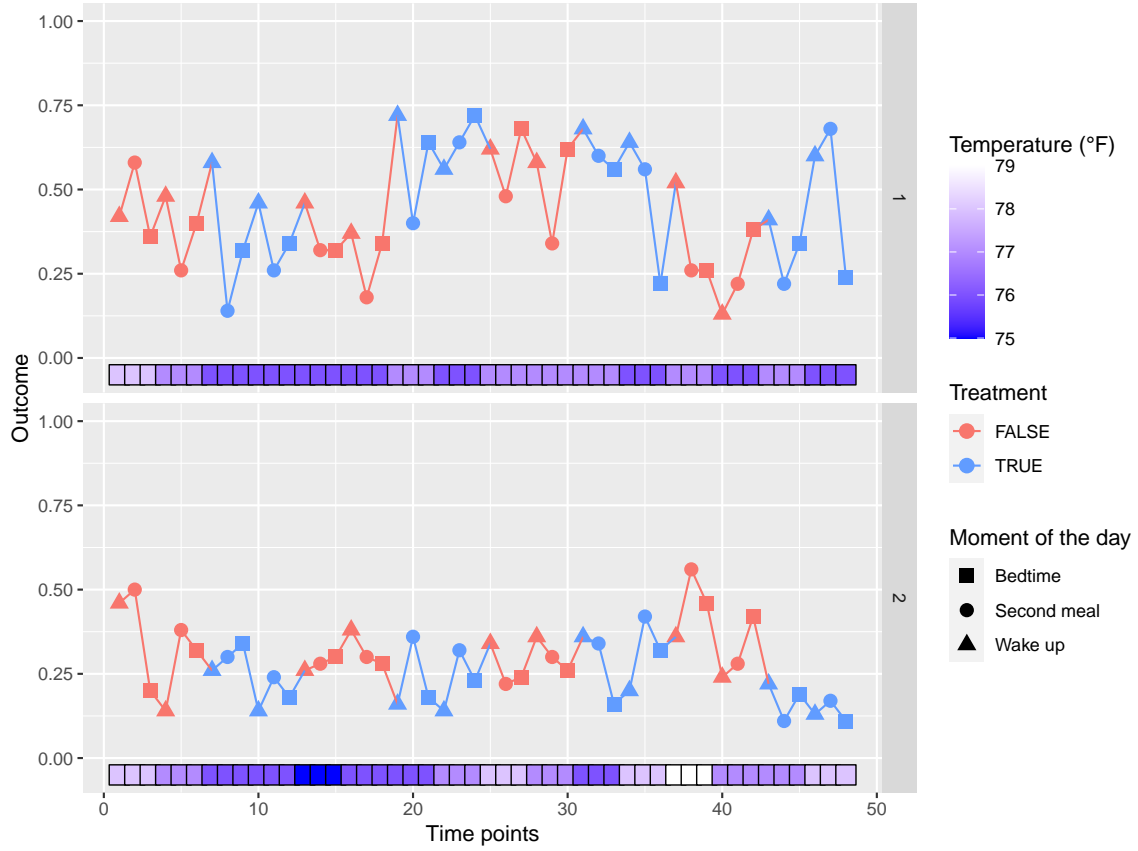 1.00
0.75
0.50
0.25
0.00
1
Outcome
1.00
0.75
0.50
0.25
0.00
2
0 10 20 30 40 50
Time points
Temperature (°F)
79
78
77
76
75
Treatment
FALSE
TRUE
Moment of the day
Bedtime
Second meal
Wake up